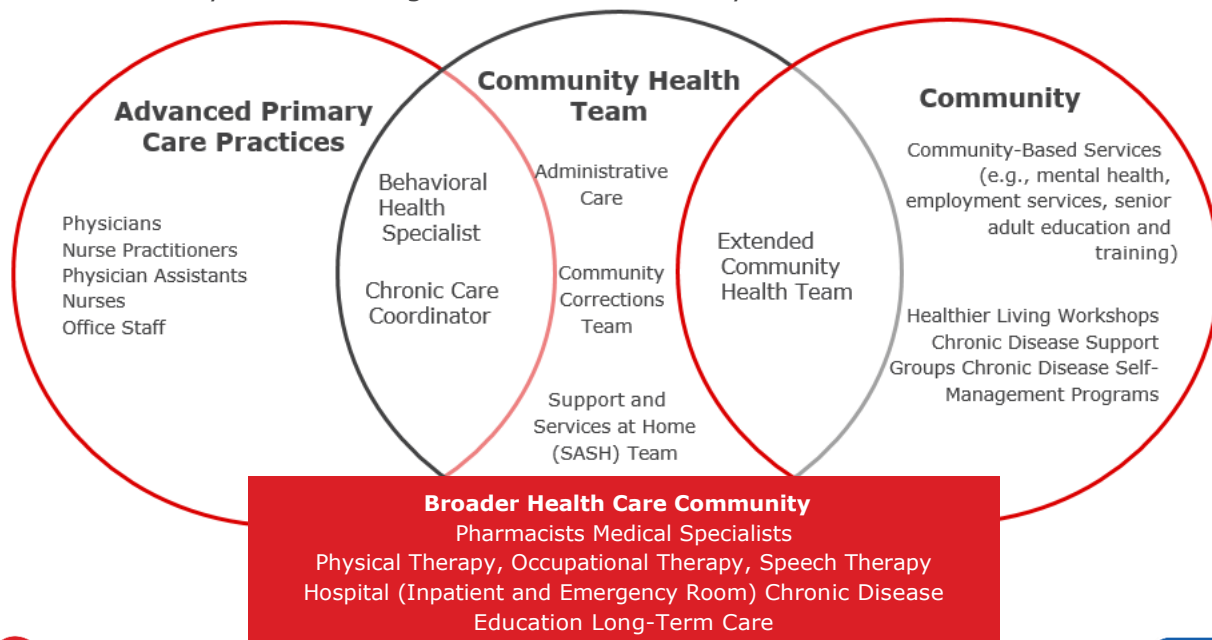 Advanced Primary
Care Practices
Physicians
Nurse Practitioners
Physician Assistants
Nurses
Office Staff
Behavioral
Health
Specialist
Chronic Care
Coordinator
Community Health
Team
Administrative
Care
Community
Corrections
Team
Support and
Services at Home
(SASH) Team
Extended
Community
Health Team
Community
Community-Based Services
(e.g., mental health,
employment services, senior
adult education and
training)
Healthier Living Workshops
Chronic Disease Support
Groups Chronic Disease Self-
Management Programs
Broader Health Care Community
Pharmacists Medical Specialists
Physical Therapy, Occupational Therapy, Speech Therapy
Hospital (Inpatient and Emergency Room) Chronic Disease
Education Long-Term Care